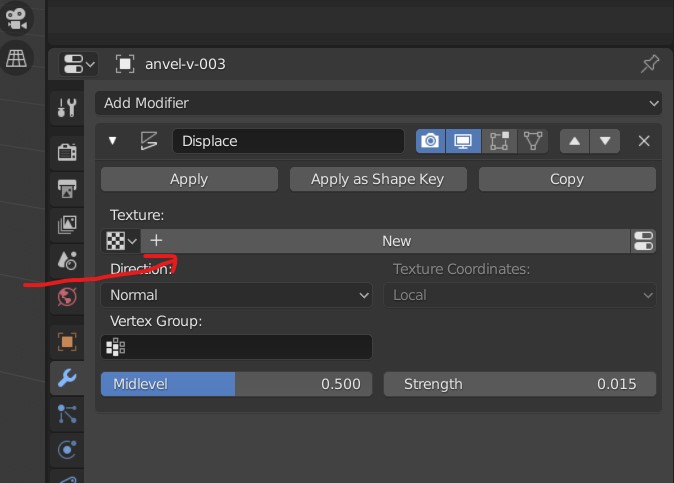 anvel-v-003
Add Modifier
Displace
Apply Apply as Shape Key Copy
Texture:
New
Direction: Texture Coordinates:
Normal Local
Vertex Group:
Midlevel 0.500 Strength 0.015